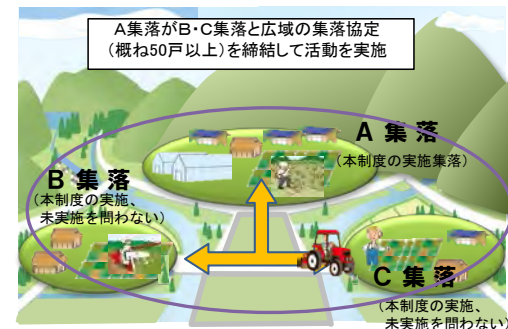 A集落がB・C集落と広域の集落協定
(概ね50戸以上)を締結して活動を実施
A 集 落
(本制度の実施集落)
B 集 落
(本制度の実施、
未実施を問わない)
C 集 落
(本制度の実施、
未実施を問わない)